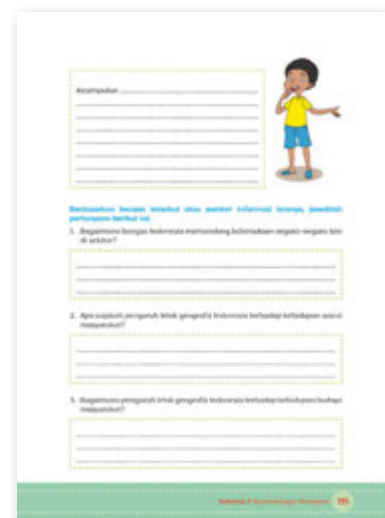 Kesimpulan
Berdasarkan bacaan tersebut atau sumber informasi lainnya, jawablah
pertanyaan berikut ini.
1. Bagaimana bangsa Indonesia memandang keberadaan negara-negara lain
di sekitar?
2. Apa sajakah pengaruh letak geografis Indonesia terhadap kehidupan sosial
masyarakat?
3. Bagaimana pengaruh letak geografis Indonesia terhadap kehidupan budaya
masyarakat?
195